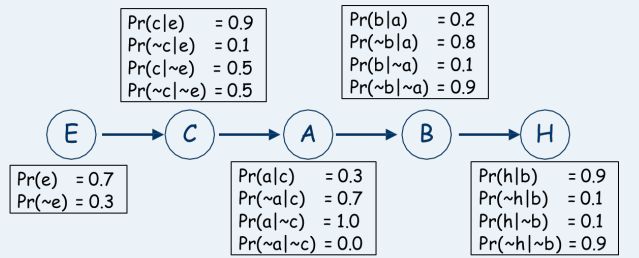 Pr(c|e) = 0.9
Pr(~c|e) = 0.1
Pr(c|~e) = 0.5
Pr(~c|~e) = 0.5
Pr(b|a) = 0.2
Pr(~b|a) = 0.8
Pr(b|~a) = 0.1
Pr(~b|~a) = 0.9
E C A B H
Pr(e) = 0.7
Pr(~e) = 0.3
Pr(a|c) = 0.3
Pr(~a|c) = 0.7
Pr(a|~c) = 1.0
Pr(~a|~c) = 0.0
Pr(h|b) = 0.9
Pr(~h|b) = 0.1
Pr(h|~b) = 0.1
Pr(~h|~b) = 0.9